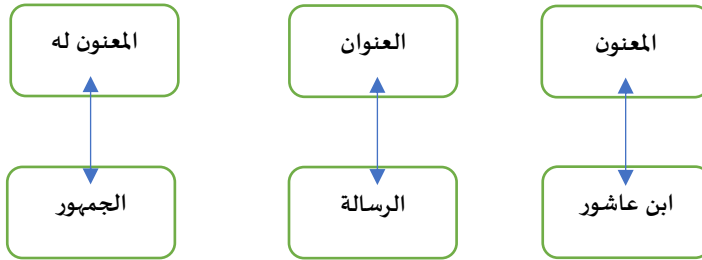 المعنون
العنوان
المعنون له
ابن عاشور
الرسالة
الجمهور